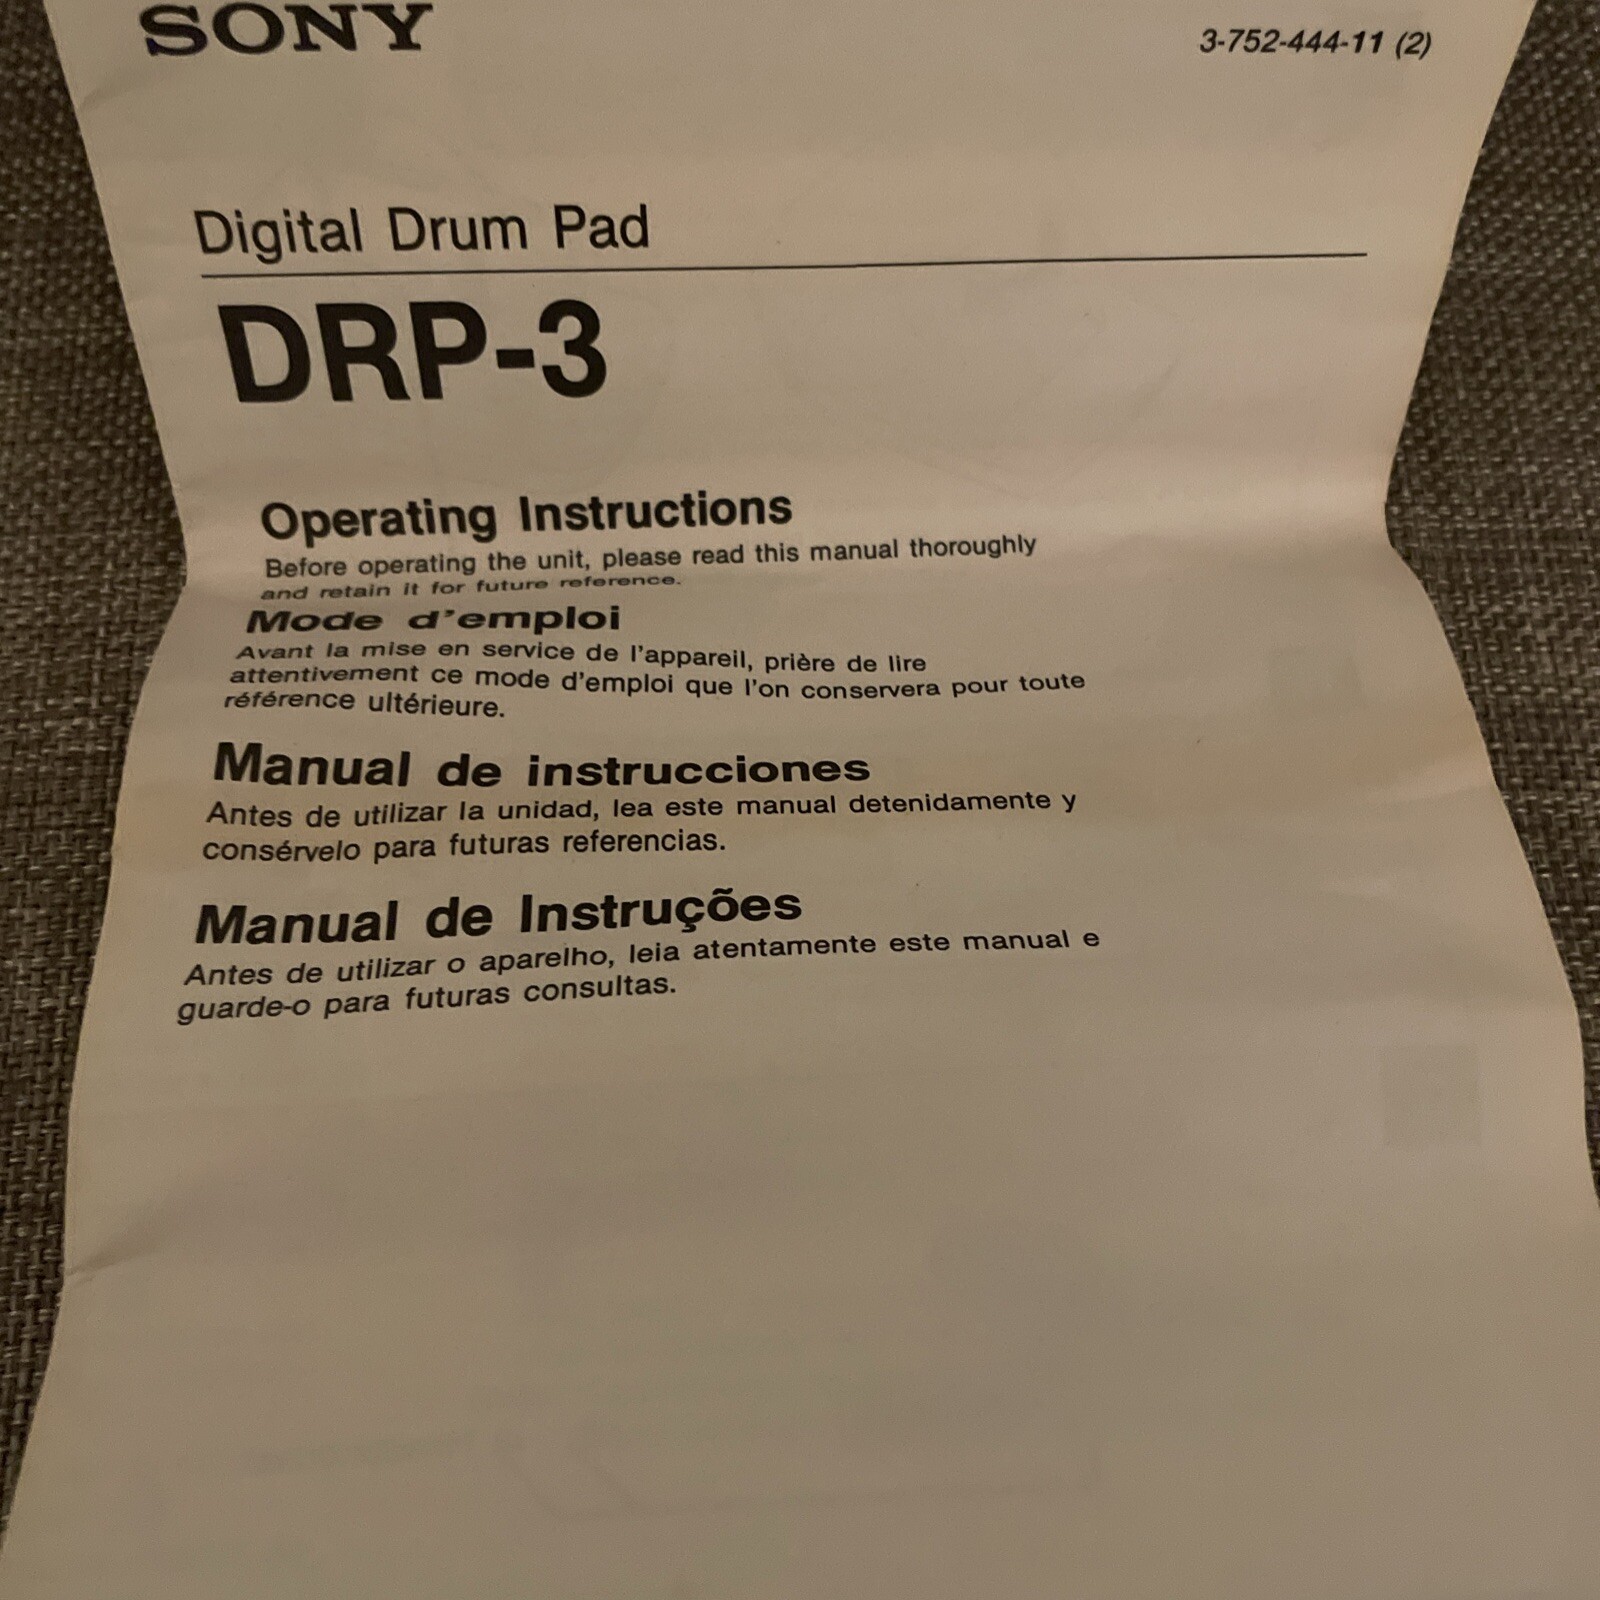 SONY
3-752-444-11 (2)
Digital Drum Pad
DRP-3
Operating Instructions
Before operating the unit, please read this manual thoroughly
and retain it for future reference.
Mode d'emploi
Avant la mise en service de l'appareil, prière de lire
attentivement ce mode d'emploi que l'on conservera pour toute
référence ultérieure.
Manual de instrucciones
Antes de utilizar la unidad, lea este manual detenidamente y
consérvelo para futuras referencias.
Manual de Instruções
Antes de utilizar o aparelho, leia atentamente este manual e
guarde-o para futuras consultas.